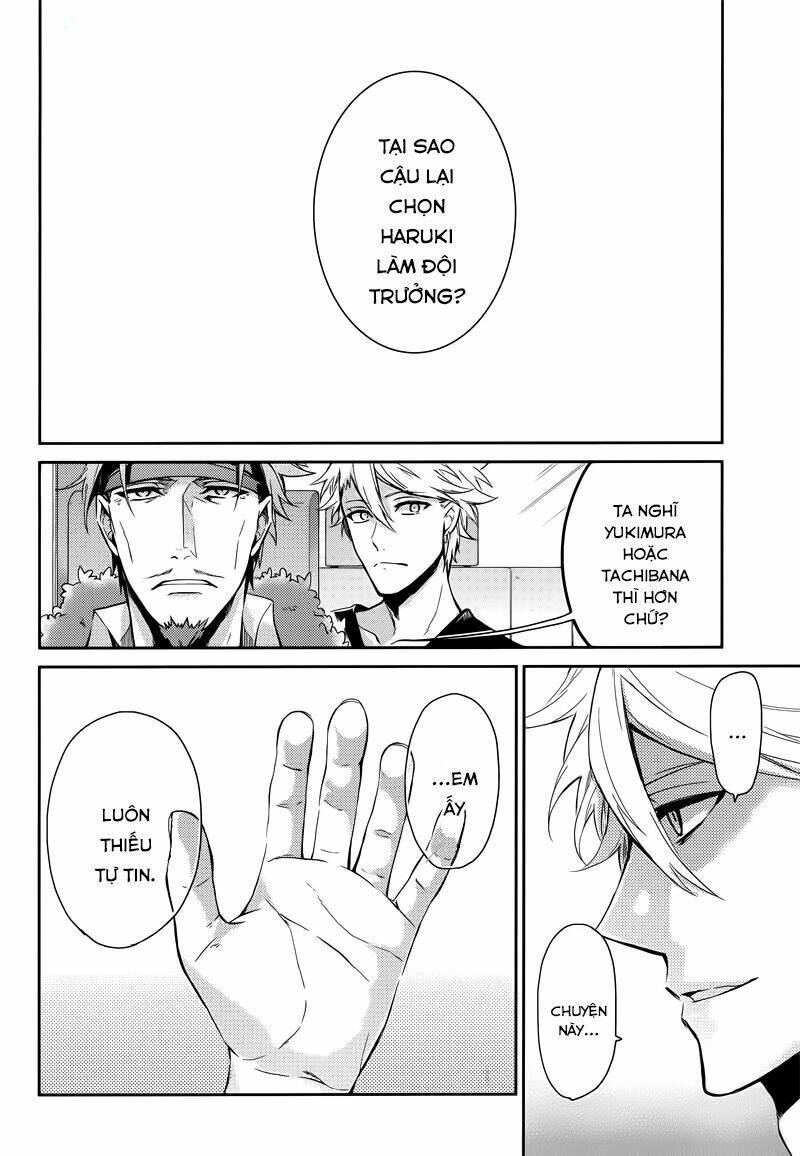 TẠI SAO
CẬU LẠI
CHỌN
HARUKI
LÀM ĐỘI
TRƯỞNG?
TA NGHĨ
YUKIMURA
HOẶC
TACHIBANA
THÌ HƠN
CHỨ?
...
CHUYỆN
NÀY...
...EM
ẤY
LUÔN
THIẾU
TỰ TIN.